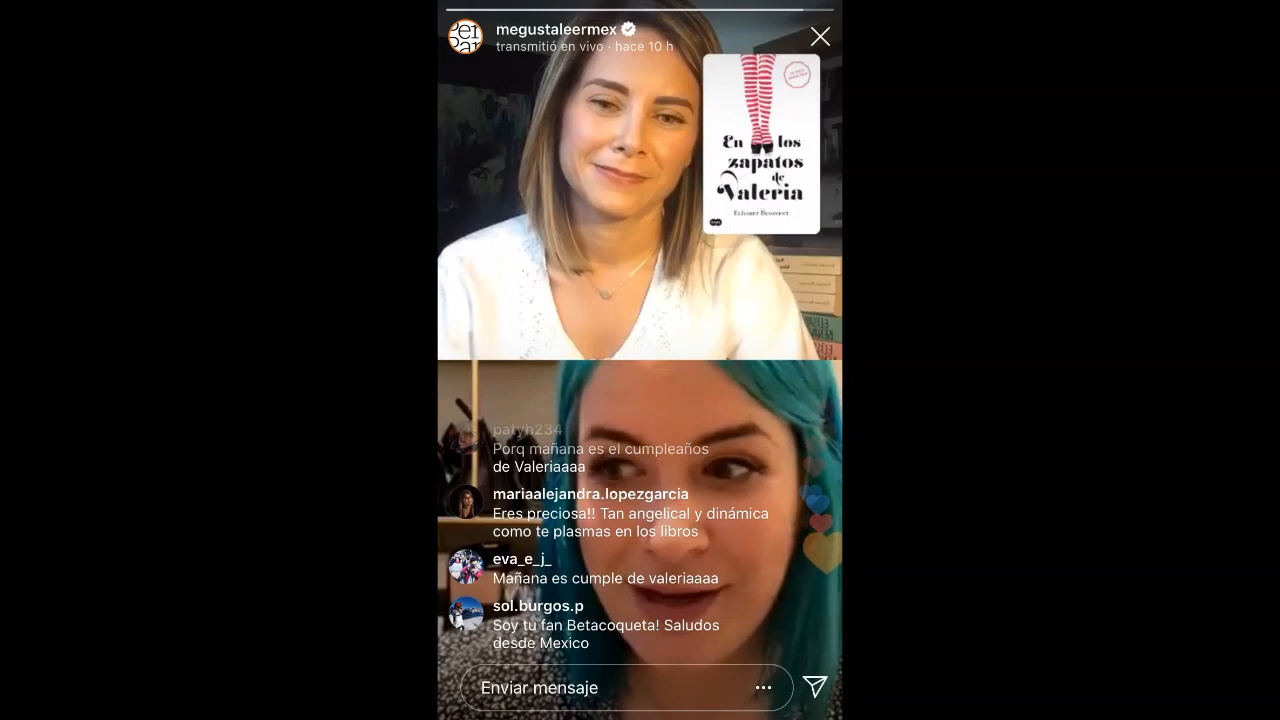 megustaleermex
transmitió en vivo · hace 10 h
En los
zapatos
de
Valeria
ELÍSABET BENAVENT
patyh234
Porq mañana es el cumpleaños
de Valeriaaaa
mariaalejandra.lopezgarcia
Eres preciosa!! Tan angelical y dinámica
como te plasmas en los libros
eva_e_j_
Mañana es cumple de valeriaaaa
sol.burgos.p
Soy tu fan Betacoqueta! Saludos
desde Mexico
Enviar mensaje